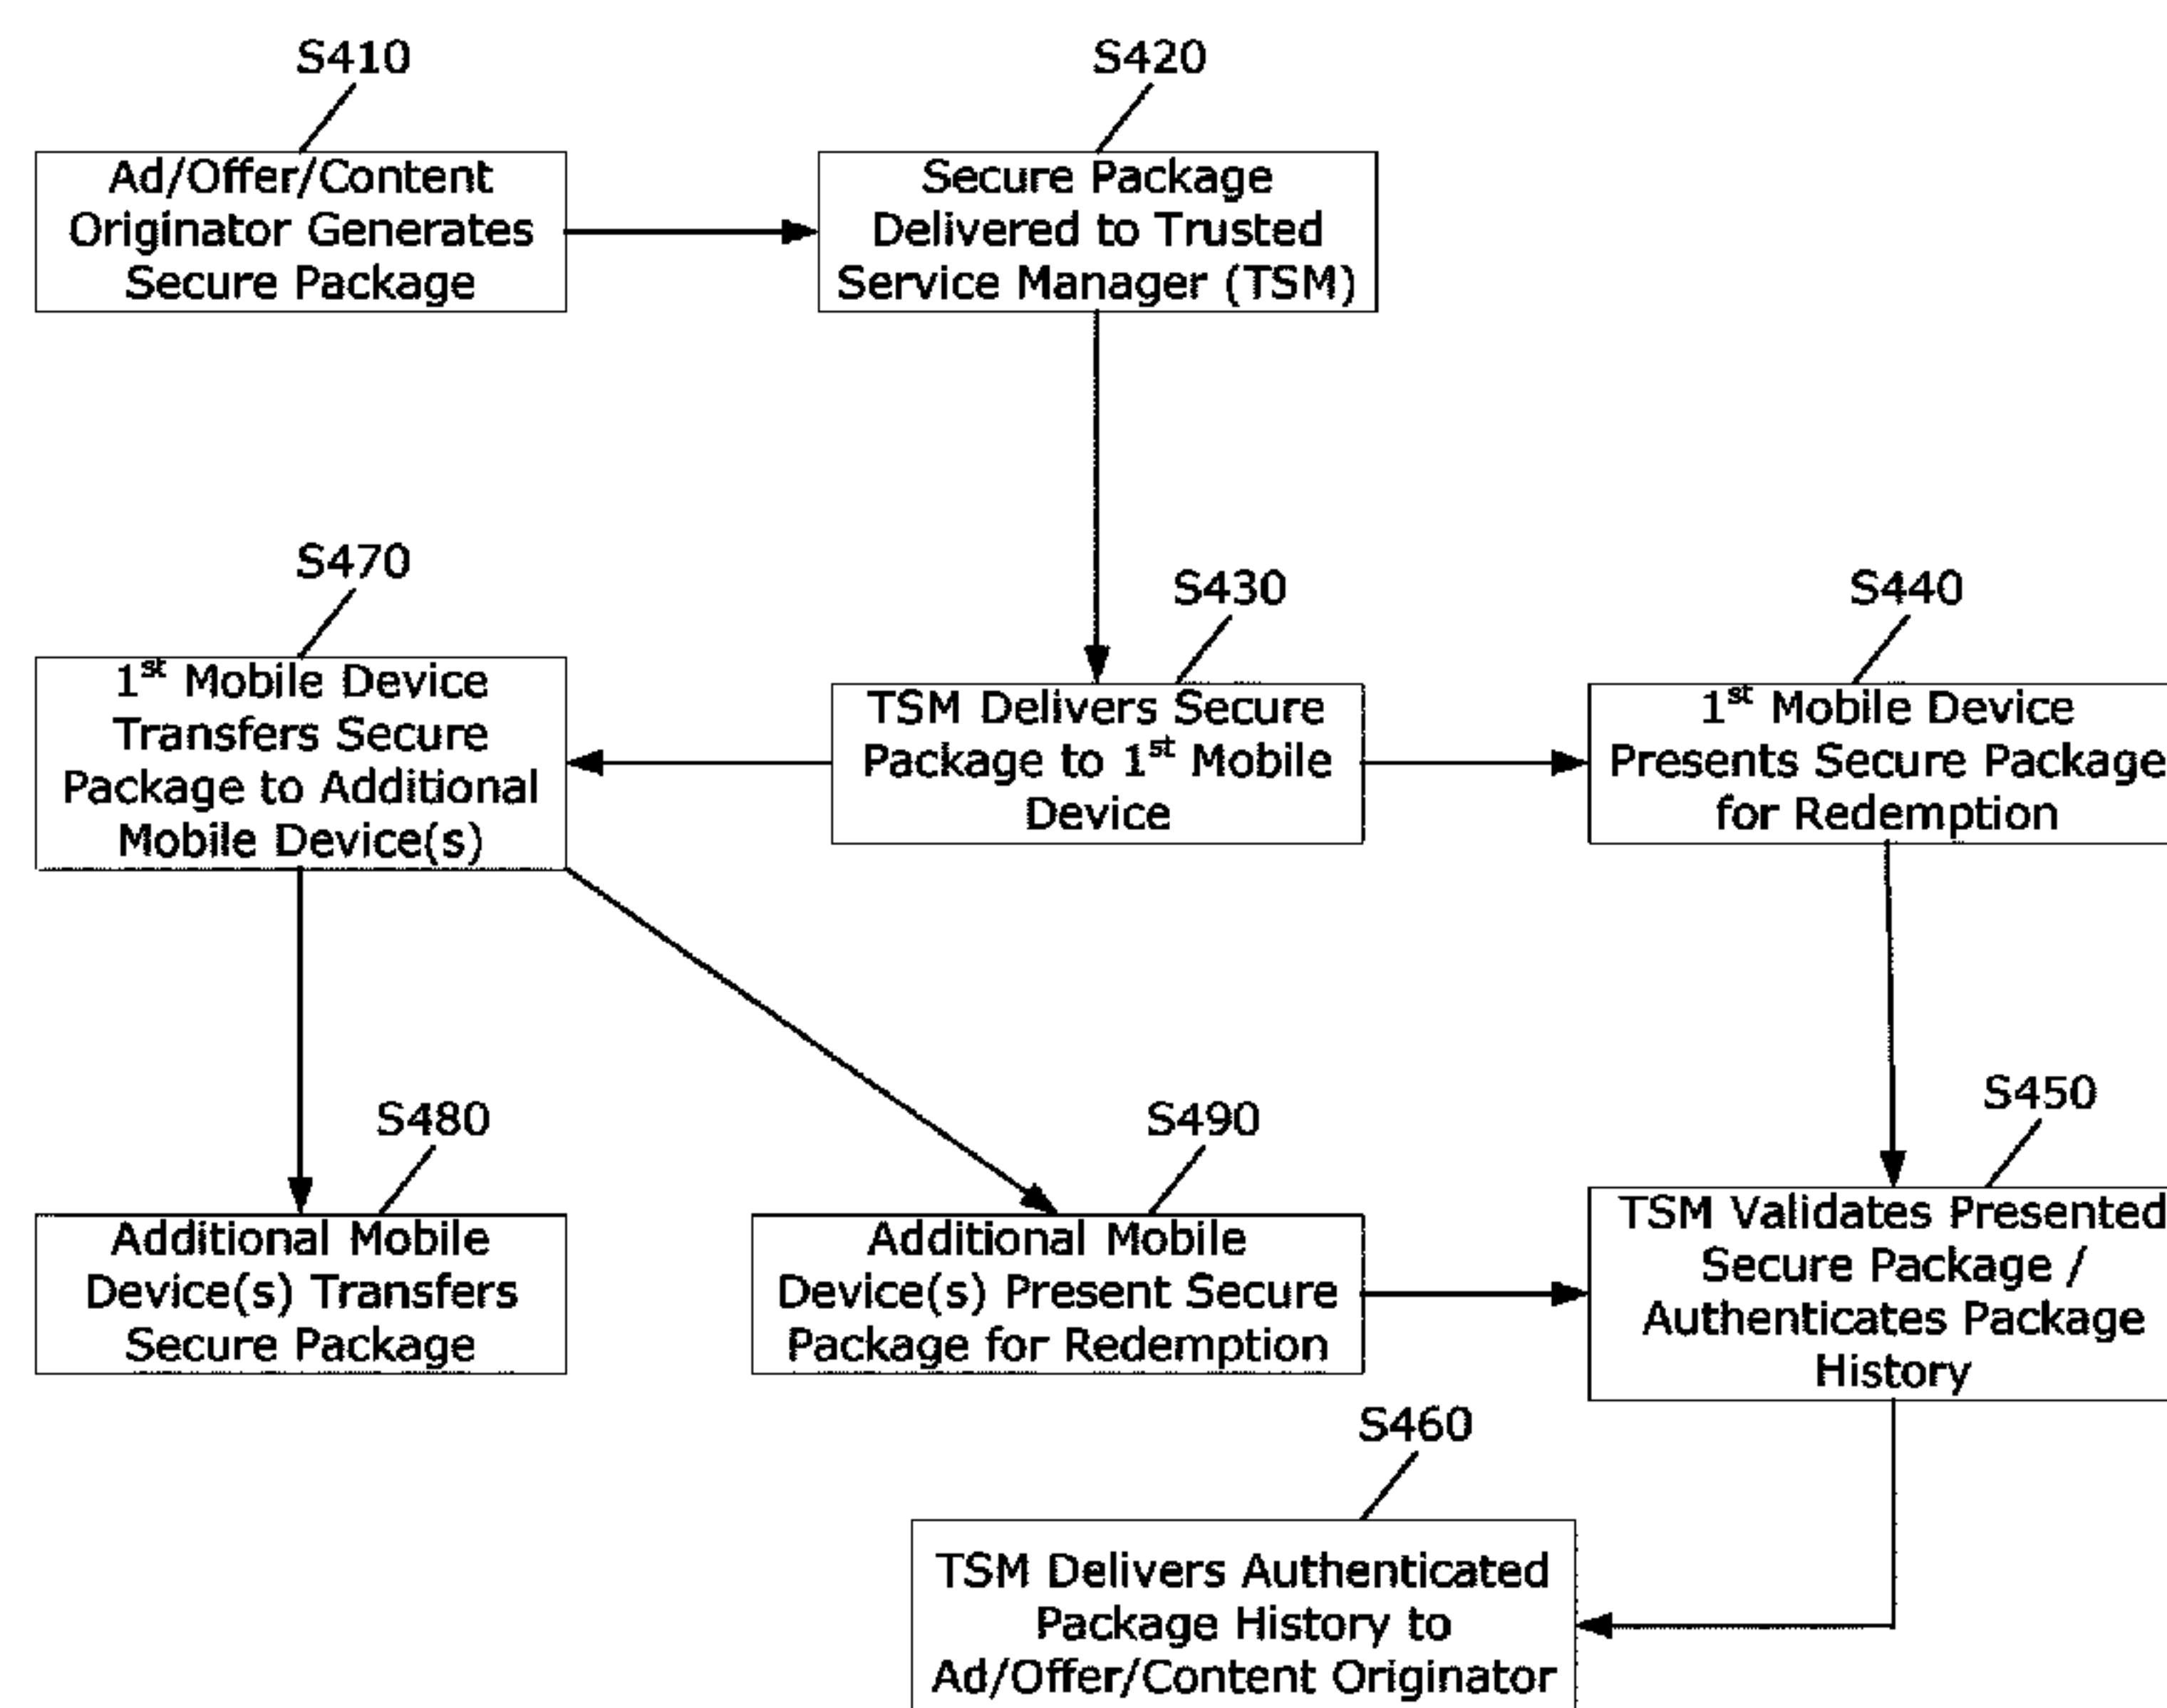 S410
Ad/Offer/Content
Originator Generates
Secure Package
S420
Secure Package
Delivered to Trusted
Service Manager (TSM)
S470
1st Mobile Device
Transfers Secure
Package to Additional
Mobile Device(s)
S430
TSM Delivers Secure
Package to 1st Mobile
Device
S440
1st Mobile Device
Presents Secure Package
for Redemption
S480
Additional Mobile
Device(s) Transfers
Secure Package
S490
Additional Mobile
Device(s) Present Secure
Package for Redemption
S450
TSM Validates Presented
Secure Package /
Authenticates Package
History
S460
TSM Delivers Authenticated
Package History to
Ad/Offer/Content Originator